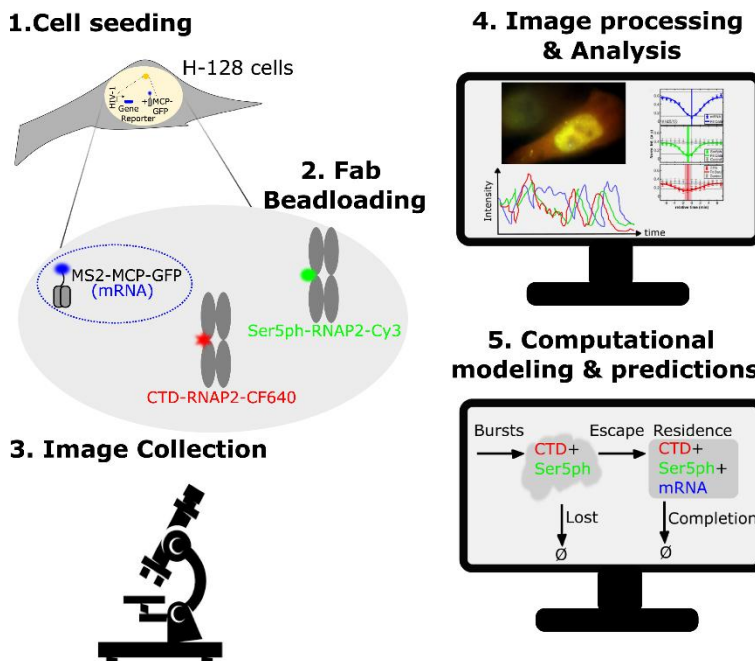 1.Cell seeding
H-128 cells
HIV-1
Gene
Reporter
MCP-
GFP
2. Fab
Beadloading
MS2-MCP-GFP
(mRNA)
Ser5ph-RNAP2-Cy3
CTD-RNAP2-CF640
3. Image Collection
4. Image processing
& Analysis
Intensity
time
5. Computational
modeling & predictions
Bursts
Escape
Residence
CTD+
Ser5ph
CTD+
Ser5ph+
mRNA
Lost
Completion
Ø
Ø